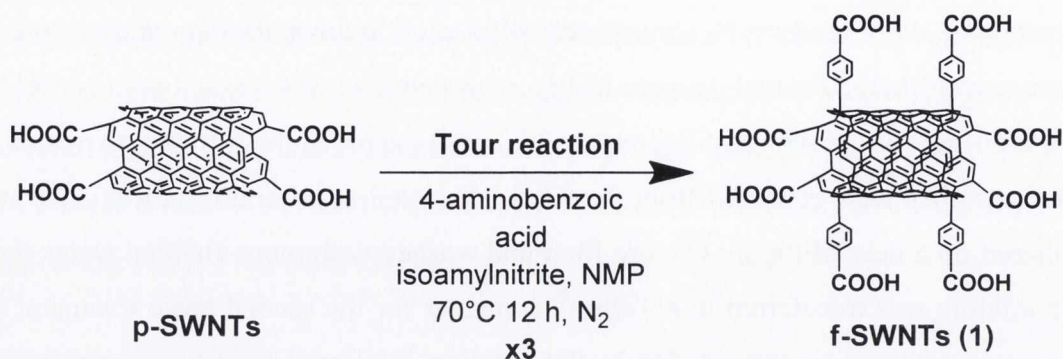 COOH COOH
HOOC COOH
HOOC COOH
p-SWNTs
Tour reaction
4-aminobenzoic
acid
isoamylnitrite, NMP
70°C 12 h, N2
x3
HOOC COOH
HOOC COOH
COOH COOH
f-SWNTs (1)